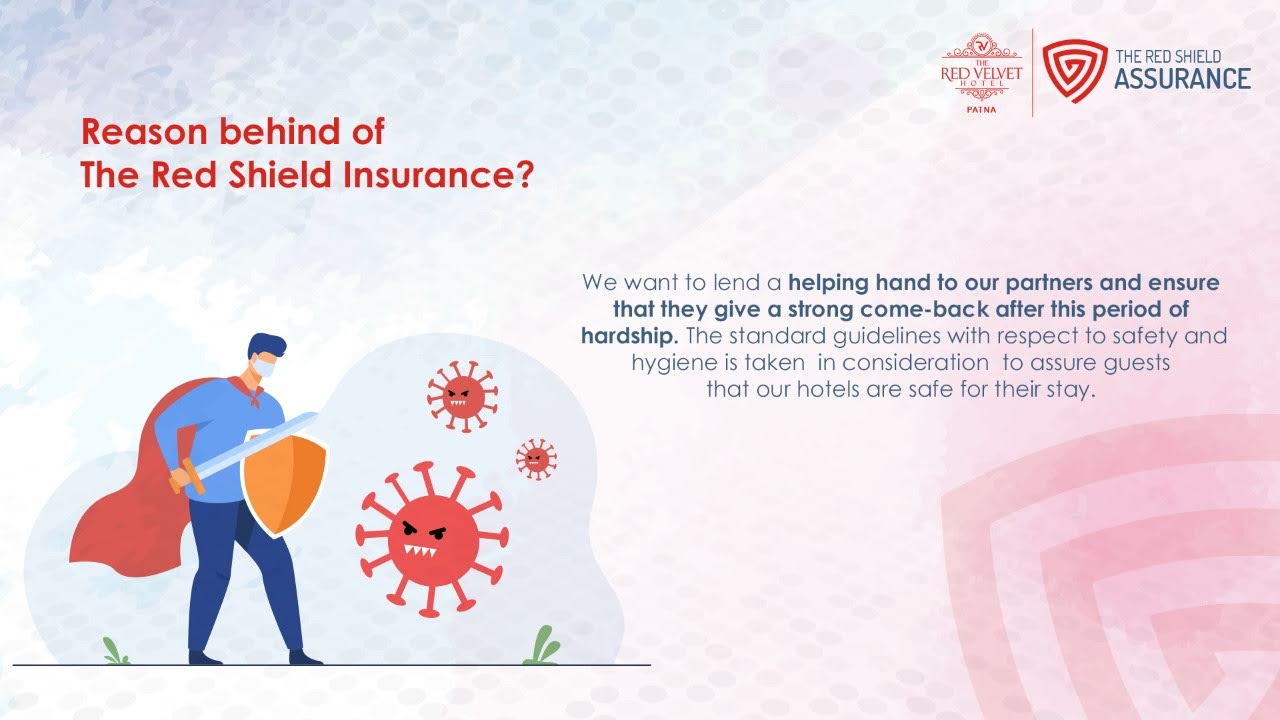 RV
THE
RED VELVET
HOTEL
PATNA
THE RED SHIELD
ASSURANCE
Reason behind of
The Red Shield Insurance?
We want to lend a helping hand to our partners and ensure
that they give a strong come-back after this period of
hardship. The standard guidelines with respect to safety and
hygiene is taken  in consideration  to assure guests
that our hotels are safe for their stay.